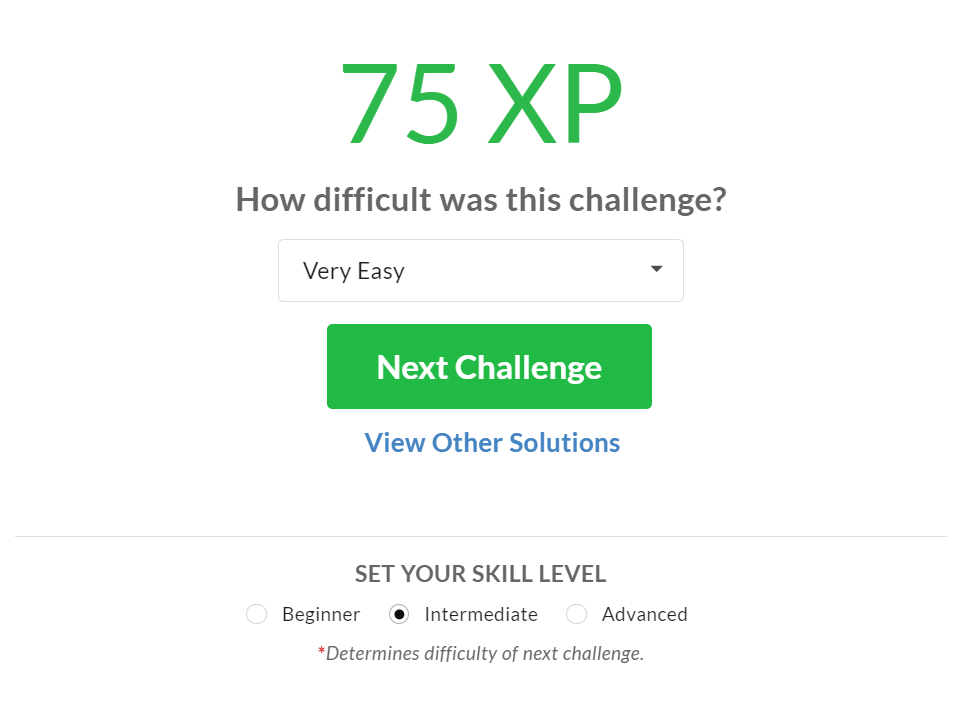 75 XP
How difficult was this challenge?
Very Easy
Next Challenge
View Other Solutions
SET YOUR SKILL LEVEL
Beginner Intermediate Advanced
*Determines difficulty of next challenge.